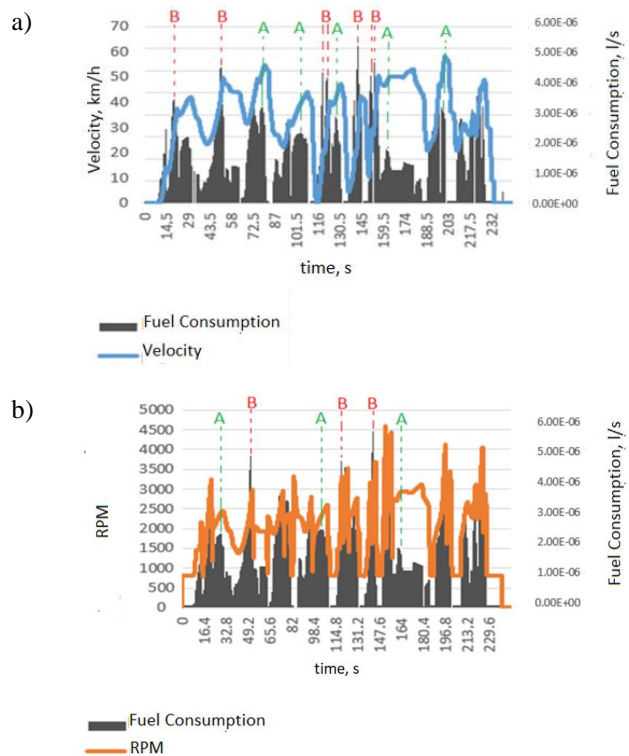 a)
B B A A B A B B A A
Velocity, km/h
70
60
50
40
30
20
10
0
6.00E-06
5.00E-06
4.00E-06
3.00E-06
2.00E-06
1.00E-06
0.00E+00
Fuel Consumption, l/s
0 14.5 29 43.5 58 72.5 87 101.5 116 130.5 145 159.5 174 188.5 203 217.5 232
time, s
Fuel Consumption
Velocity
b)
A B A B B A
RPM
5000
4500
4000
3500
3000
2500
2000
1500
1000
500
0
6.00E-06
5.00E-06
4.00E-06
3.00E-06
2.00E-06
1.00E-06
0.00E+00
Fuel Consumption, l/s
0 16.4 32.8 49.2 65.6 82 98.4 114.8 131.2 147.6 164 180.4 196.8 213.2 229.6
time, s
Fuel Consumption
RPM